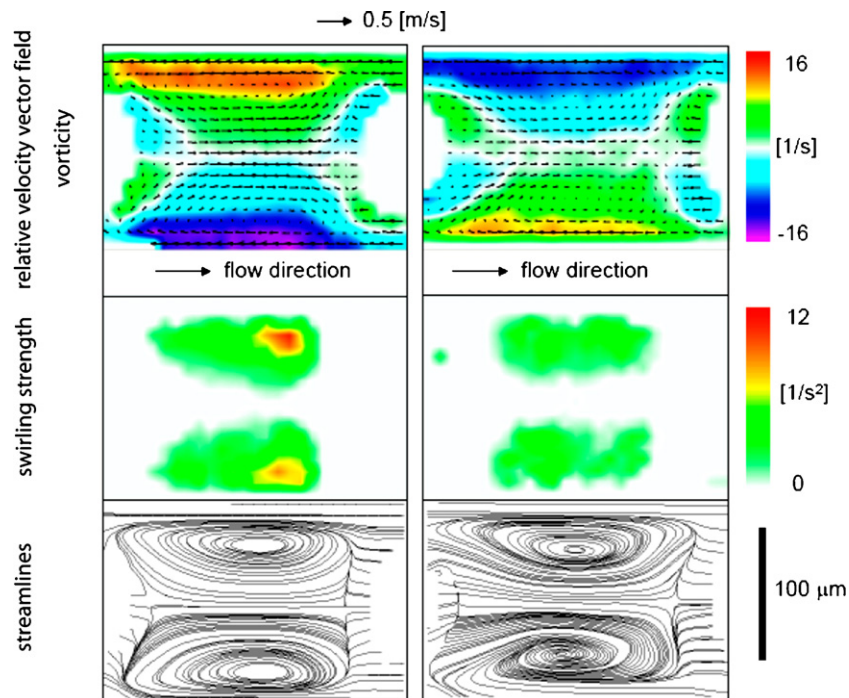 0.5 [m/s]
relative velocity vector field
vorticity
16
[1/s]
-16
flow direction
flow direction
swirling strength
12
[1/s²]
0
streamlines
100 μm